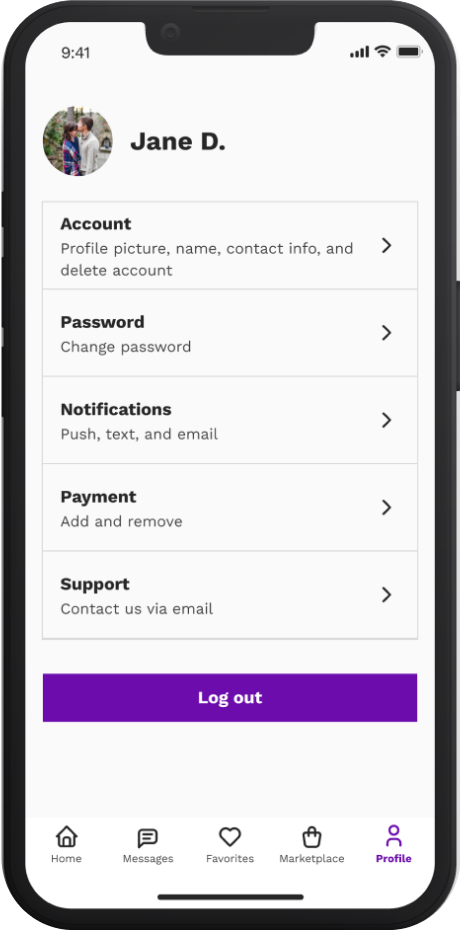 9:41
Jane D.
Account
Profile picture, name, contact info, and
delete account
Password
Change password
Notifications
Push, text, and email
Payment
Add and remove
Support
Contact us via email
Log out
Home Messages Favorites Marketplace Profile